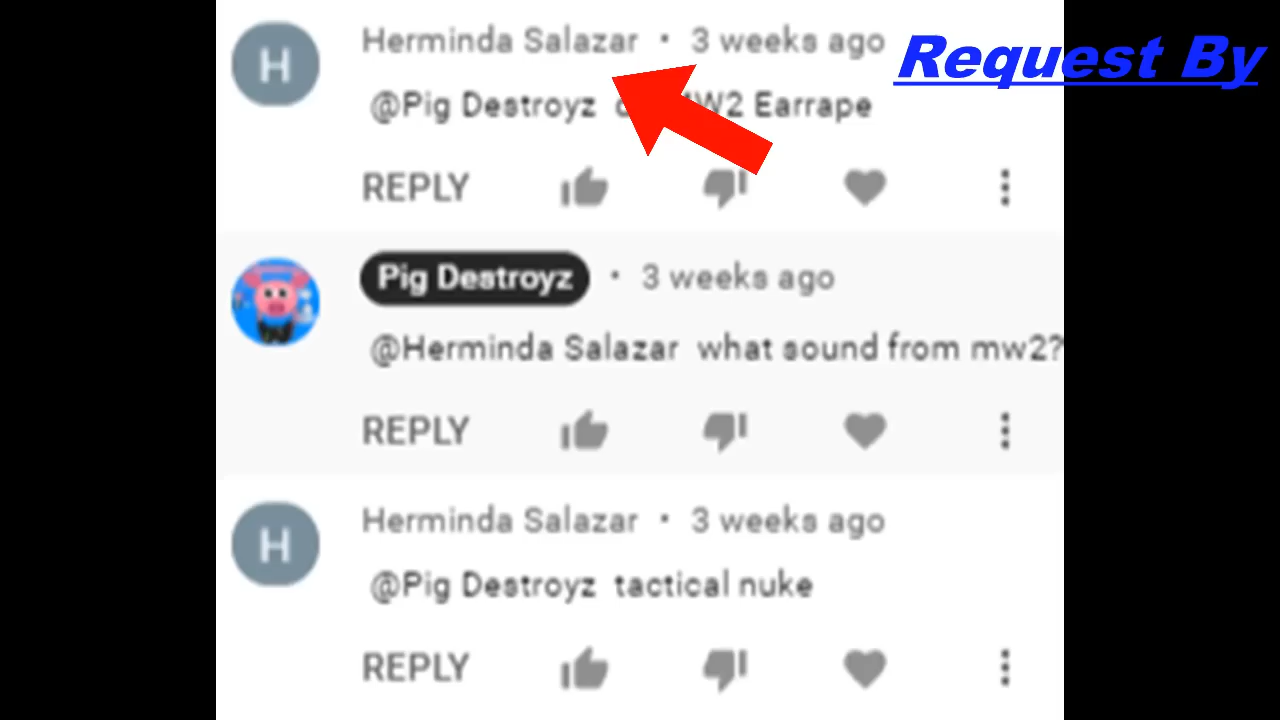 H
Herminda Salazar • 3 weeks ago
Request By
@Pig Destroyz MW2 Earrape
REPLY
Pig Destroyz • 3 weeks ago
@Herminda Salazar what sound from mw2?
REPLY
H
Herminda Salazar • 3 weeks ago
@Pig Destroyz tactical nuke
REPLY